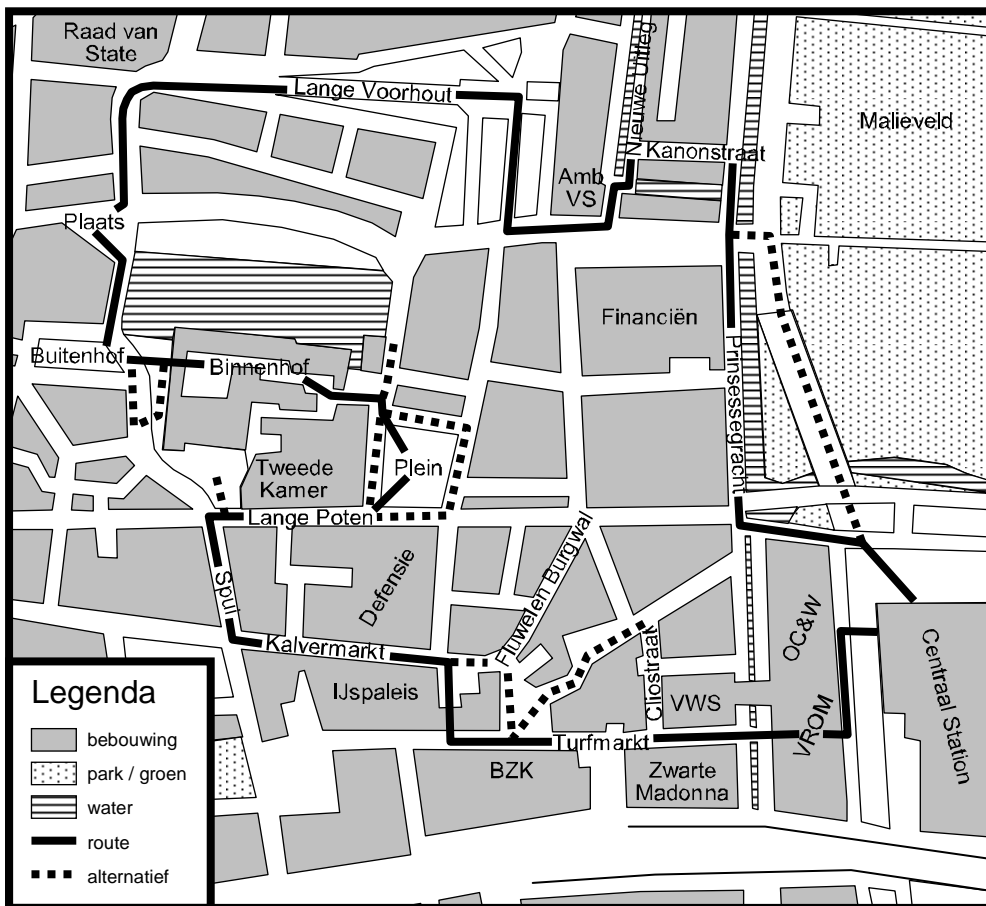 Raad van
State
Nieuwe Uitleg
Lange Voorhout
Malieveld
Kanonstraat
Amb
VS
Plaats
Financiën
Buitenhof
Binnenhof
Prinsessegracht
Tweede
Kamer
Plein
Lange Poten
Fluwelen Burgwal
Defensie
Spui
OC&W
Kalvermarkt
Cliostraat
Centraal Station
IJspaleis
VWS
VROM
Turfmarkt
BZK
Zwarte
Madonna
Legenda
bebouwing
park / groen
water
route
alternatief